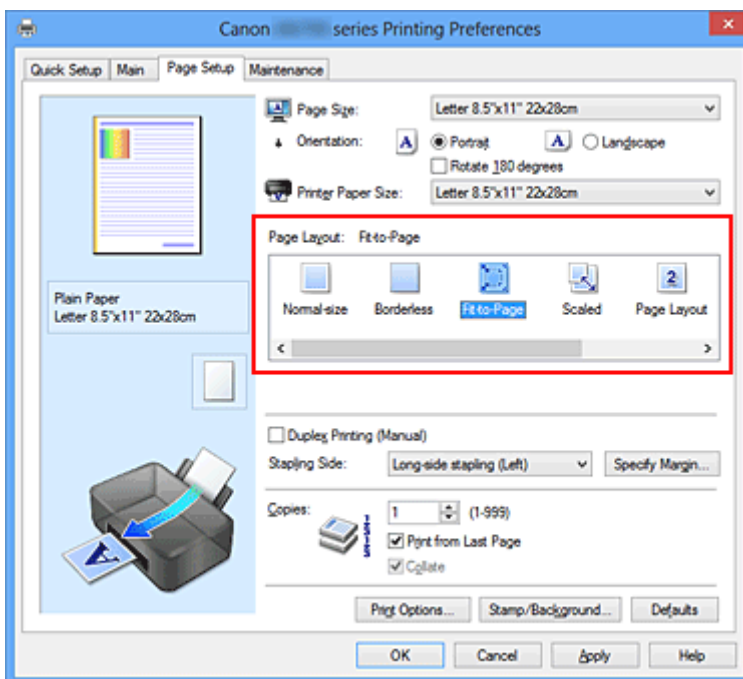 Canon series Printing Preferences
Quick Setup Main Page Setup Maintenance
Page Size: Letter 8.5"x11" 22x28cm
Orientation: A Portrait A Landscape
Rotate 180 degrees
Printer Paper Size: Letter 8.5"x11" 22x28cm
Page Layout: Fit-to-Page
Normal-size Borderless Fit-to-Page Scaled Page Layout
Plain Paper
Letter 8.5"x11" 22x28cm
Duplex Printing (Manual)
Stapling Side: Long-side stapling (Left) Specify Margin...
Copies: 1 (1-999)
Print from Last Page
Collate
Print Options... Stamp/Background... Defaults
OK Cancel Apply Help